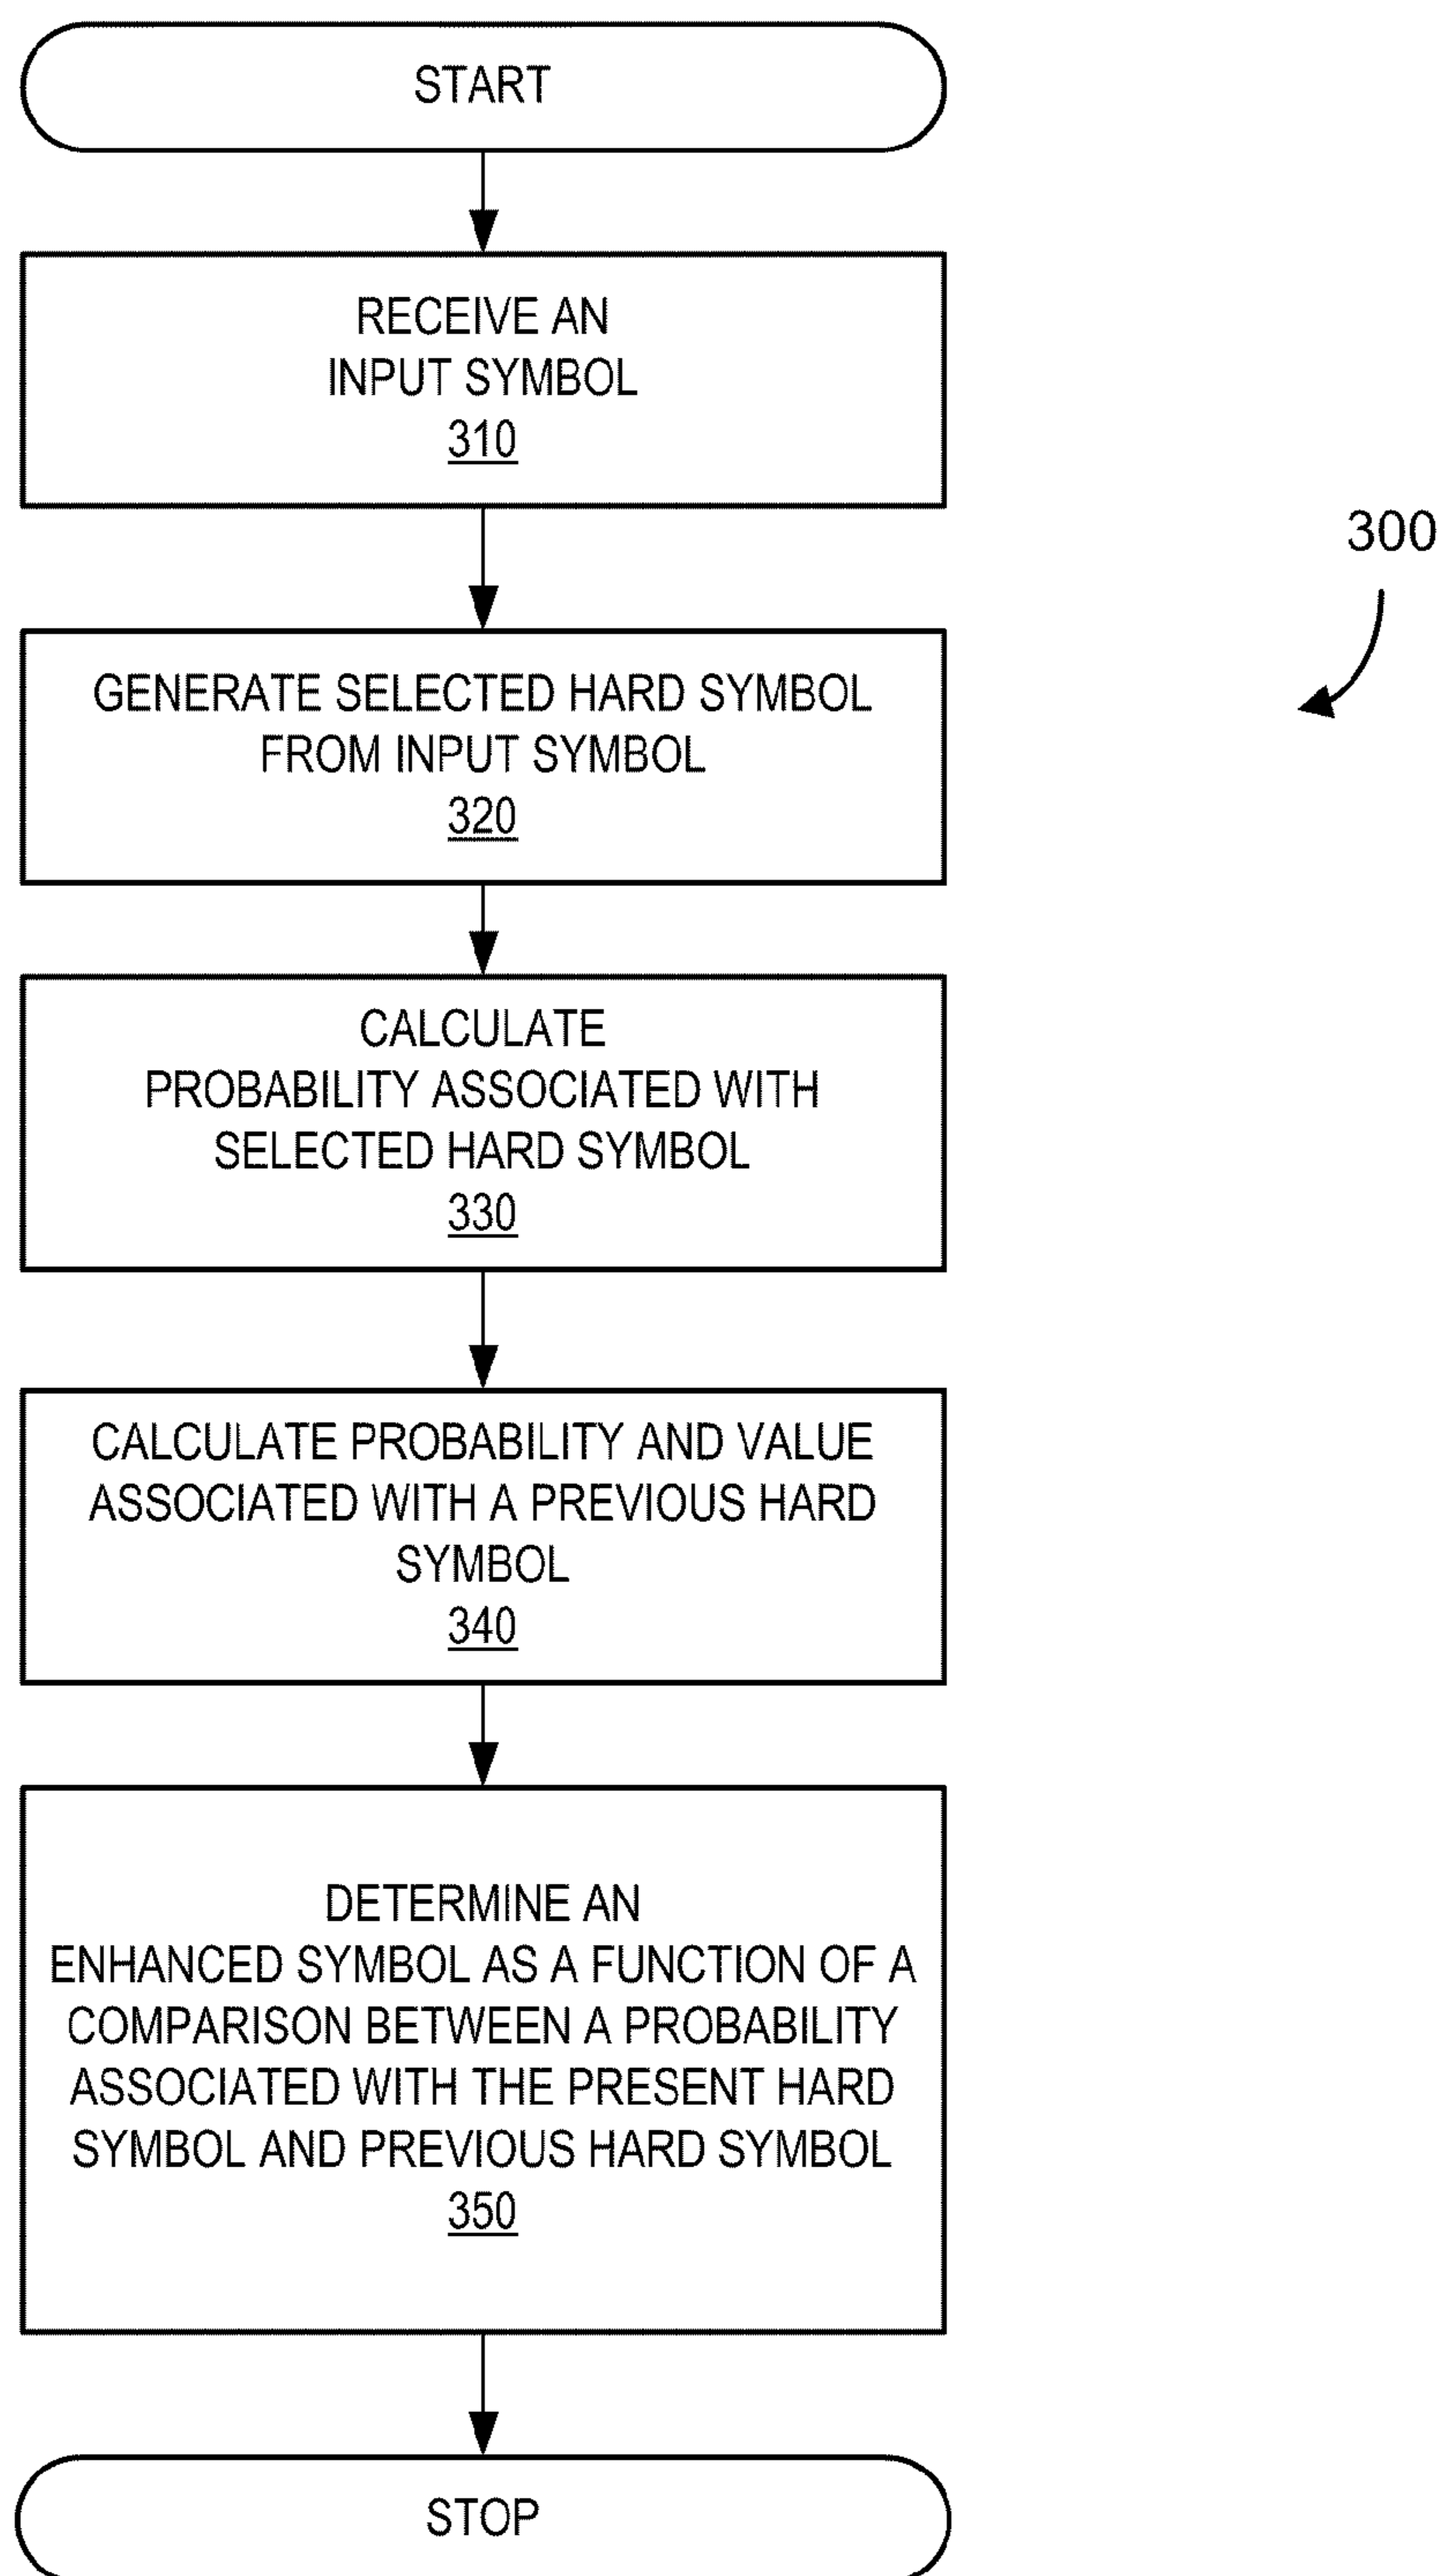 START
RECEIVE AN
INPUT SYMBOL
310
300
GENERATE SELECTED HARD SYMBOL
FROM INPUT SYMBOL
320
CALCULATE
PROBABILITY ASSOCIATED WITH
SELECTED HARD SYMBOL
330
CALCULATE PROBABILITY AND VALUE
ASSOCIATED WITH A PREVIOUS HARD
SYMBOL
340
DETERMINE AN
ENHANCED SYMBOL AS A FUNCTION OF A
COMPARISON BETWEEN A PROBABILITY
ASSOCIATED WITH THE PRESENT HARD
SYMBOL AND PREVIOUS HARD SYMBOL
350
STOP